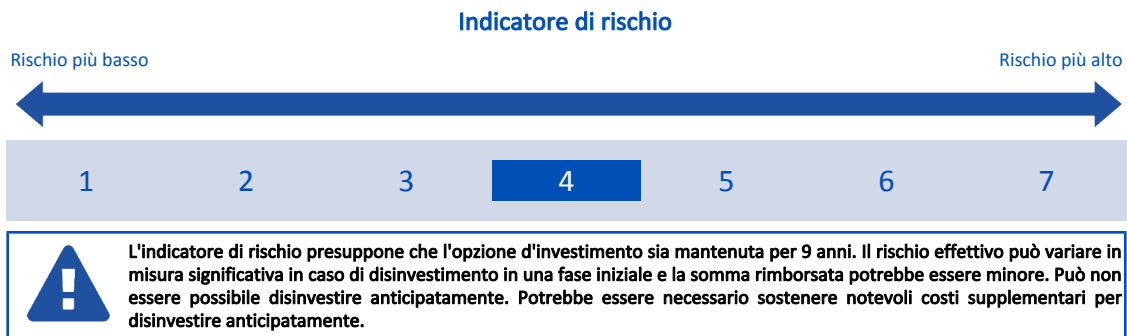 Indicatore di rischio
Rischio più basso
Rischio più alto
1 2 3 4 5 6 7
L'indicatore di rischio presuppone che l'opzione d'investimento sia mantenuta per 9 anni. Il rischio effettivo può variare in
misura significativa in caso di disinvestimento in una fase iniziale e la somma rimborsata potrebbe essere minore. Può non
essere possibile disinvestire anticipatamente. Potrebbe essere necessario sostenere notevoli costi supplementari per
disinvestire anticipatamente.